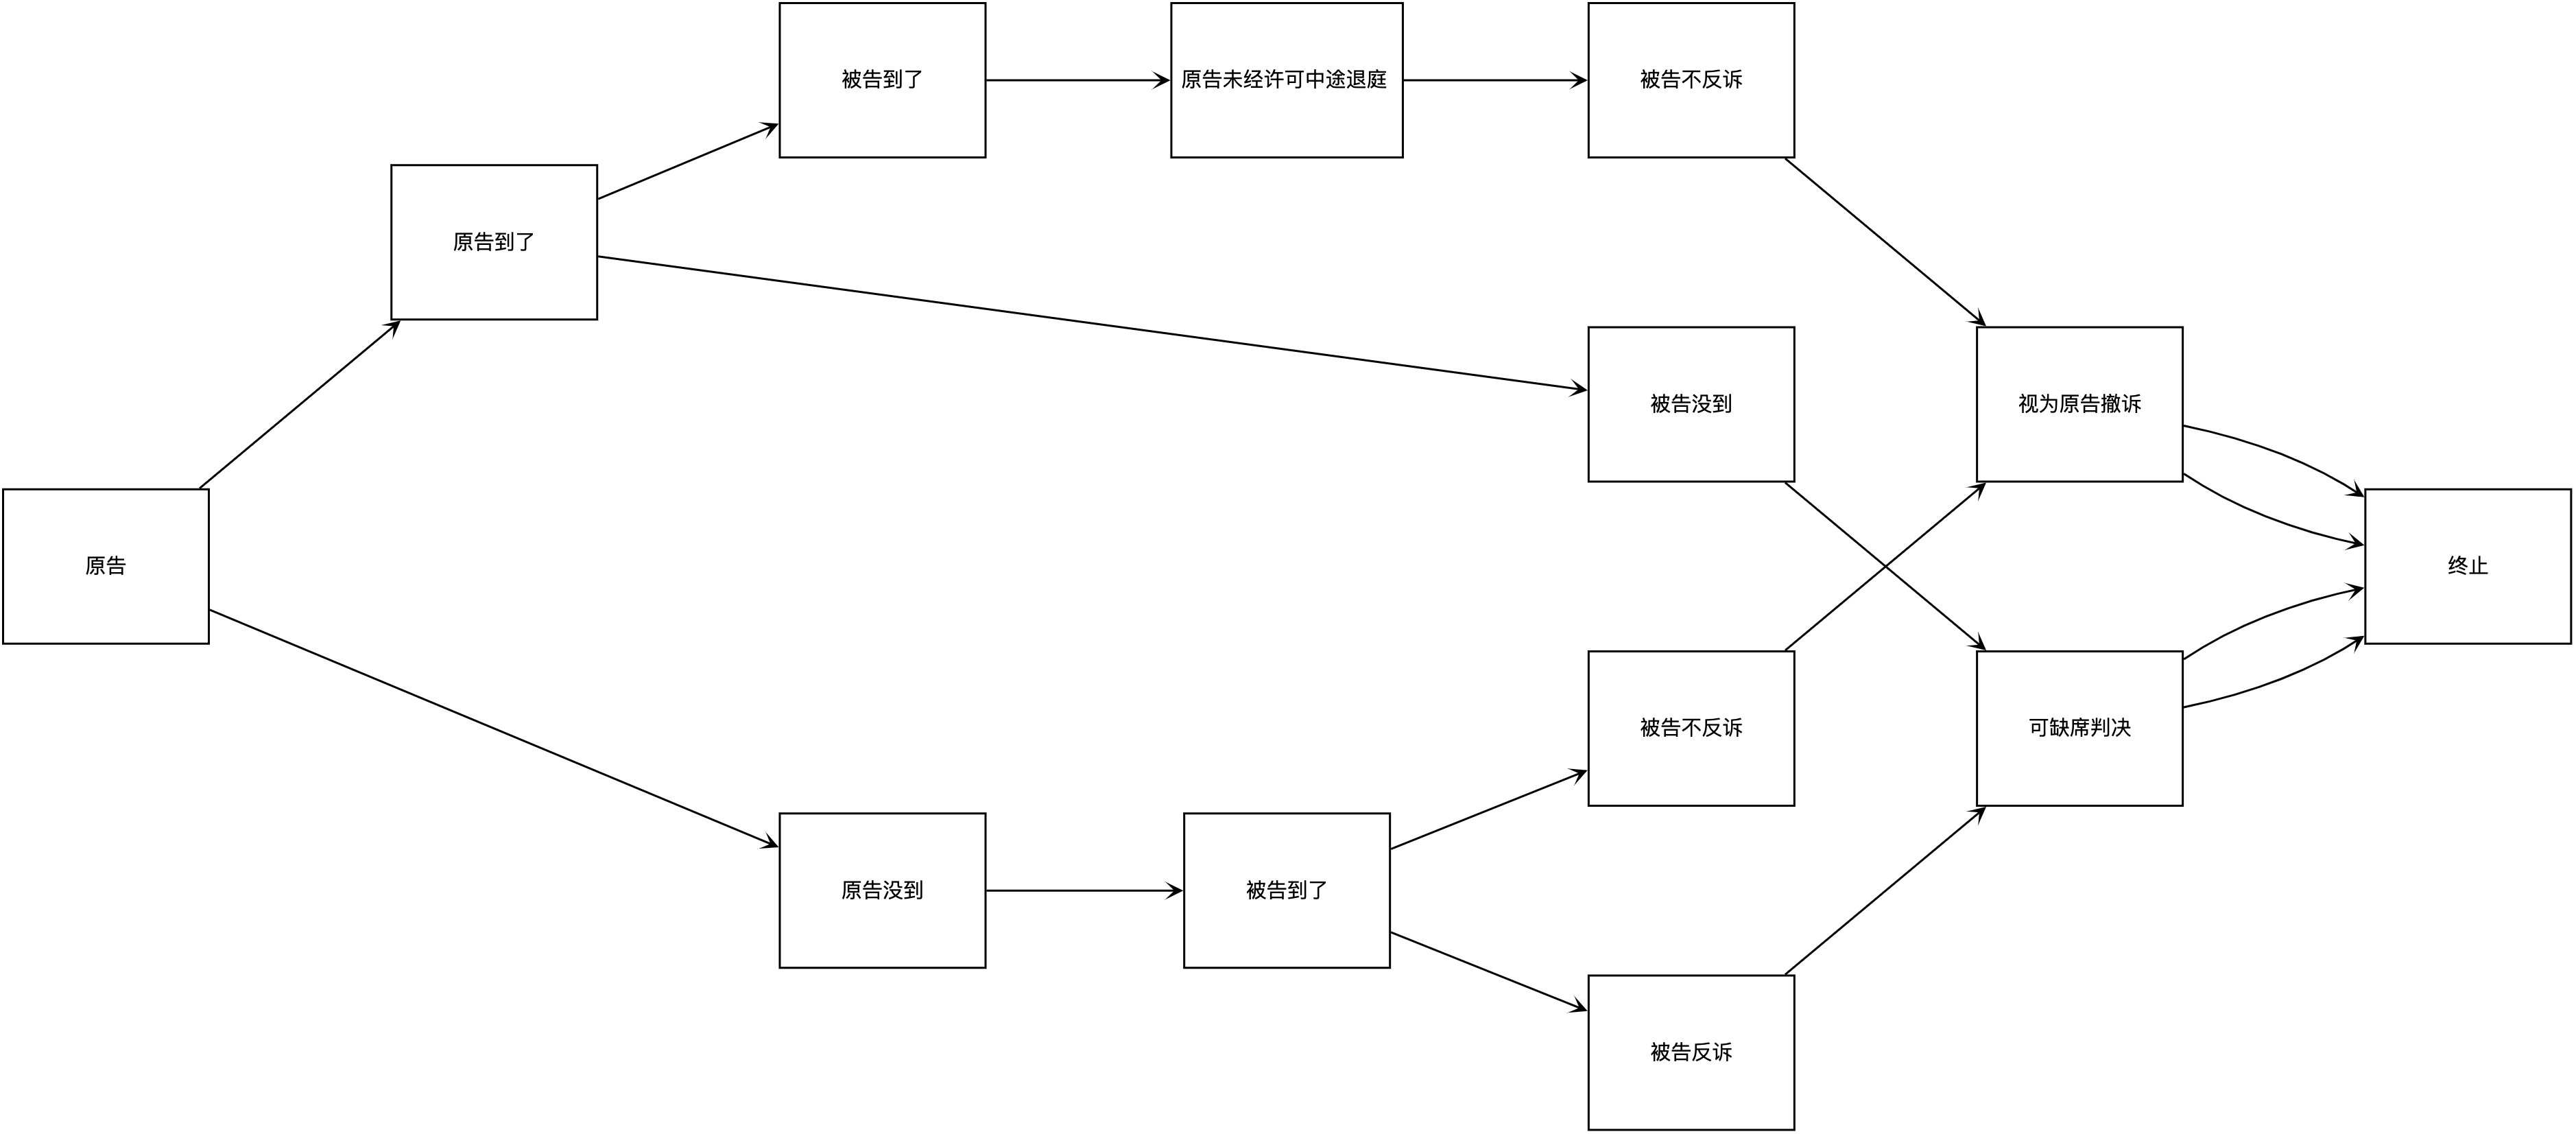 被告到了
原告未经许可中途退庭
被告不反诉
原告到了
被告没到
视为原告撤诉
原告
终止
被告不反诉
可缺席判决
原告没到
被告到了
被告反诉